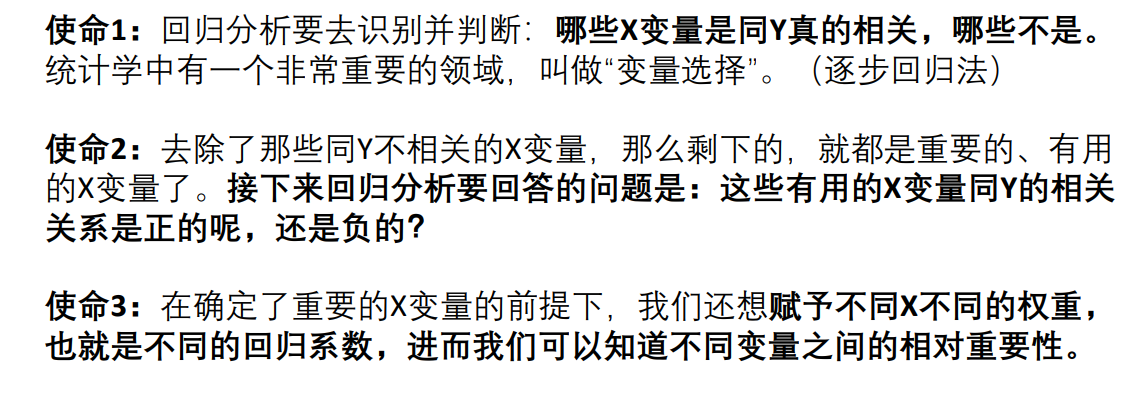 使命1：回归分析要去识别并判断：哪些X变量是同Y真的相关，哪些不是。
统计学中有一个非常重要的领域，叫做“变量选择”。（逐步回归法）
使命2：去除了那些同Y不相关的X变量，那么剩下的，就都是重要的、有用
的X变量了。接下来回归分析要回答的问题是：这些有用的X变量同Y的相关
关系是正的呢，还是负的？
使命3：在确定了重要的X变量的前提下，我们还想赋予不同X不同的权重，
也就是不同的回归系数，进而我们可以知道不同变量之间的相对重要性。